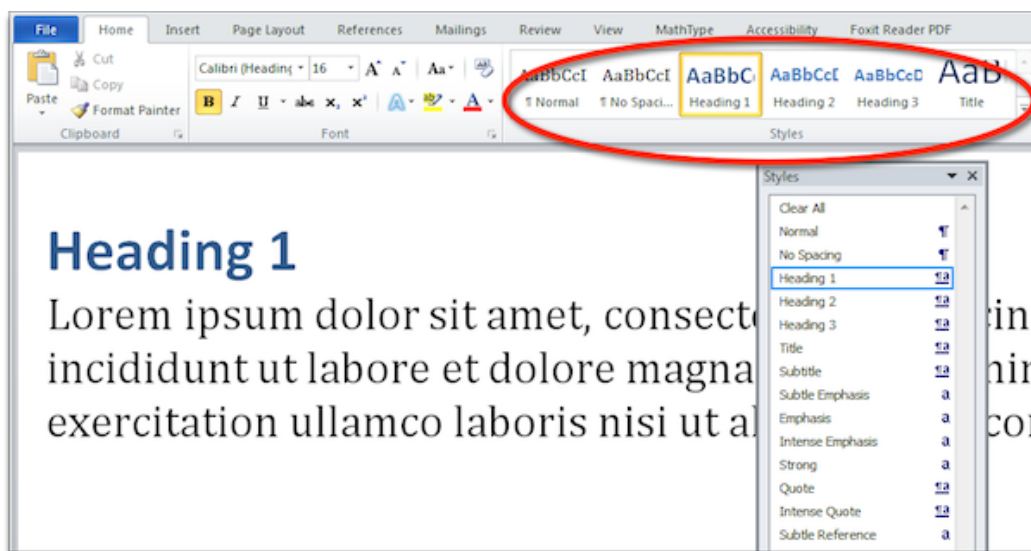 File Home Insert Page Layout References Mailings Review View MathType Accessibility Foxit Reader PDF
Cut
Copy
Format Painter
Paste
Clipboard
Calibri (Heading 16 A A Aa
B I U abc x, x² A ab A
Font
AaBbCcI AaBbCcI AaBbC AaBbCcI AaBbCcD AaB
¶ Normal ¶ No Spaci... Heading 1 Heading 2 Heading 3 Title
Styles
Heading 1
Lorem ipsum dolor sit amet, consect
incididunt ut labore et dolore magna
exercitation ullamco laboris nisi ut al
Styles
Clear All
Normal ¶
No Spacing ¶
Heading 1 ¶a
Heading 2 ¶a
Heading 3 ¶a
Title ¶a
Subtitle ¶a
Subtle Emphasis a
Emphasis a
Intense Emphasis a
Strong a
Quote ¶a
Intense Quote ¶a
Subtle Reference a